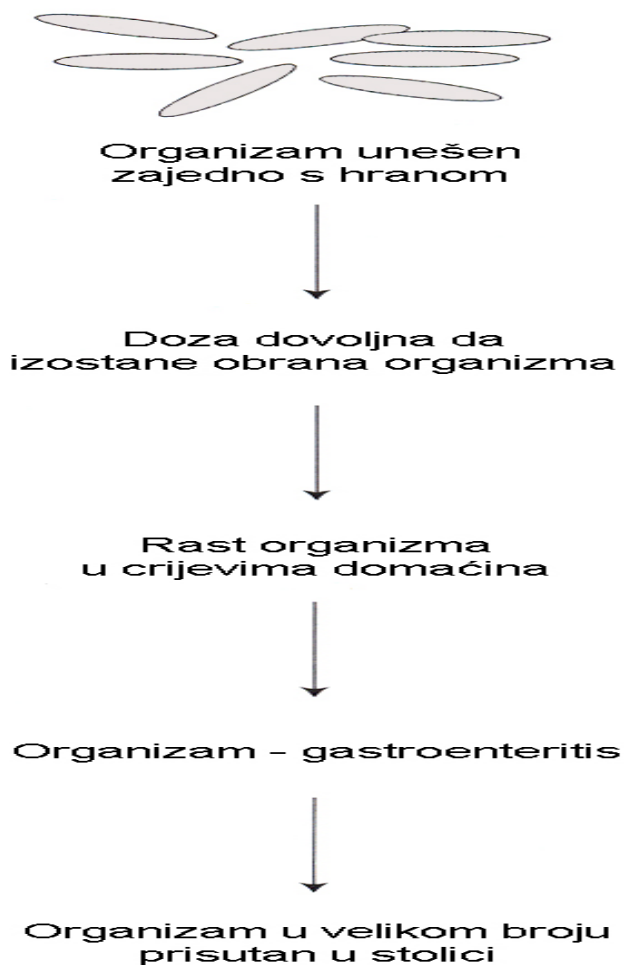 Organizam unešen
zajedno s hranom
Doza dovoljna da
izostane obrana organizma
Rast organizma
u crijevima domaćina
Organizam - gastroenteritis
Organizam u velikom broju
prisutan u stolici